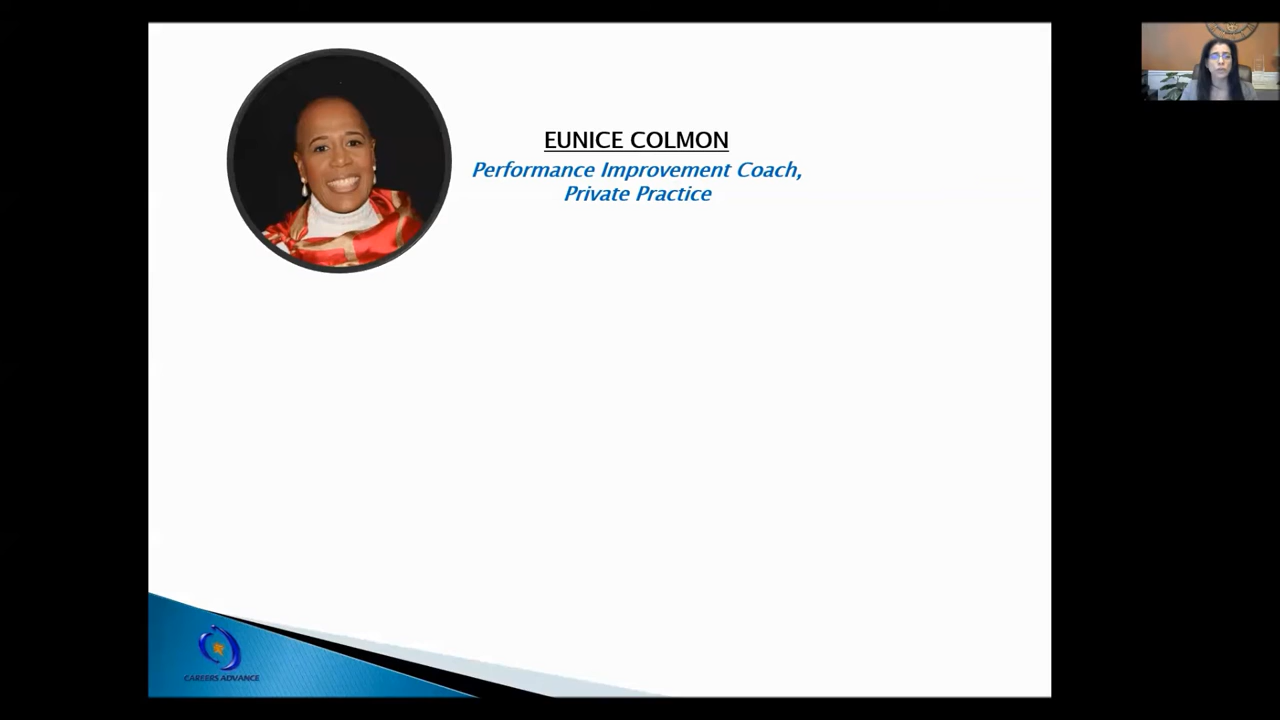 EUNICE COLMON
Performance Improvement Coach,
Private Practice
CAREERS ADVANCE